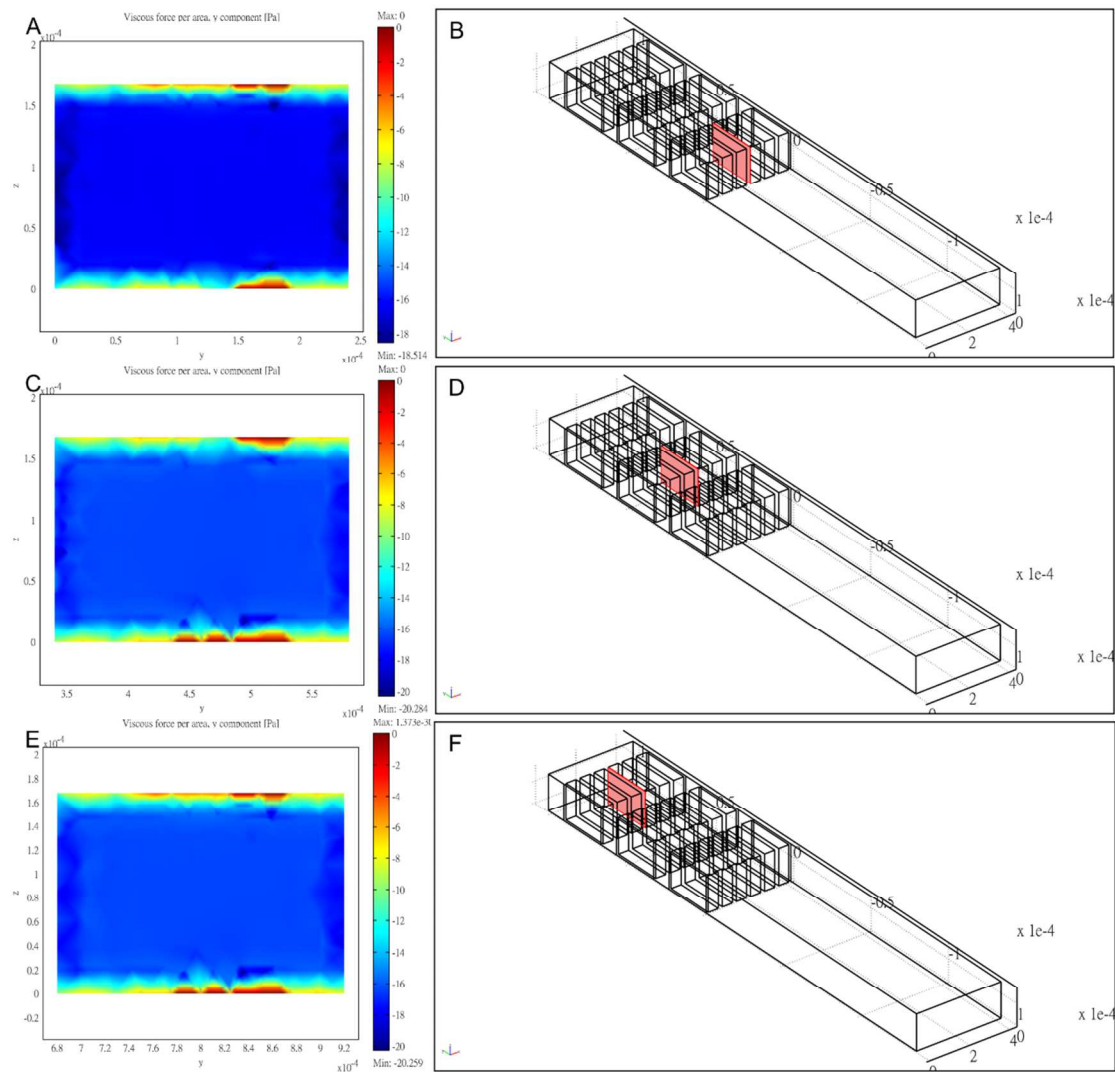 A
Viscous force per area, y component [Pa]
Max: 0
x10⁻⁴
2
1.5
1
0.5
0
z
0 0.5 1 1.5 2 2.5
y
x10⁻⁴
0
-2
-4
-6
-8
-10
-12
-14
-16
-18
Min: -18.514
B
0.5
0
-0.5
-1
x 1e-4
1
0
x 1e-4
4
2
0
C
Viscous force per area, y component [Pa]
Max: 0
x10⁻⁴
2
1.5
1
0.5
0
z
3.5 4 4.5 5 5.5
y
x10⁻⁴
0
-2
-4
-6
-8
-10
-12
-14
-16
-18
-20
Min: -20.284
D
0.5
0
-0.5
-1
x 1e-4
1
0
x 1e-4
4
2
0
E
Viscous force per area, y component [Pa]
x10⁻⁴
2
1.8
1.6
1.4
1.2
1
0.8
0.6
0.4
0.2
0
-0.2
z
6.8 7 7.2 7.4 7.6 7.8 8 8.2 8.4 8.6 8.8 9 9.2
y
x10⁻⁴
0
-2
-4
-6
-8
-10
-12
-14
-16
-18
-20
Min: -20.259
F
0.5
0
-0.5
-1
x 1e-4
1
0
x 1e-4
4
2
0